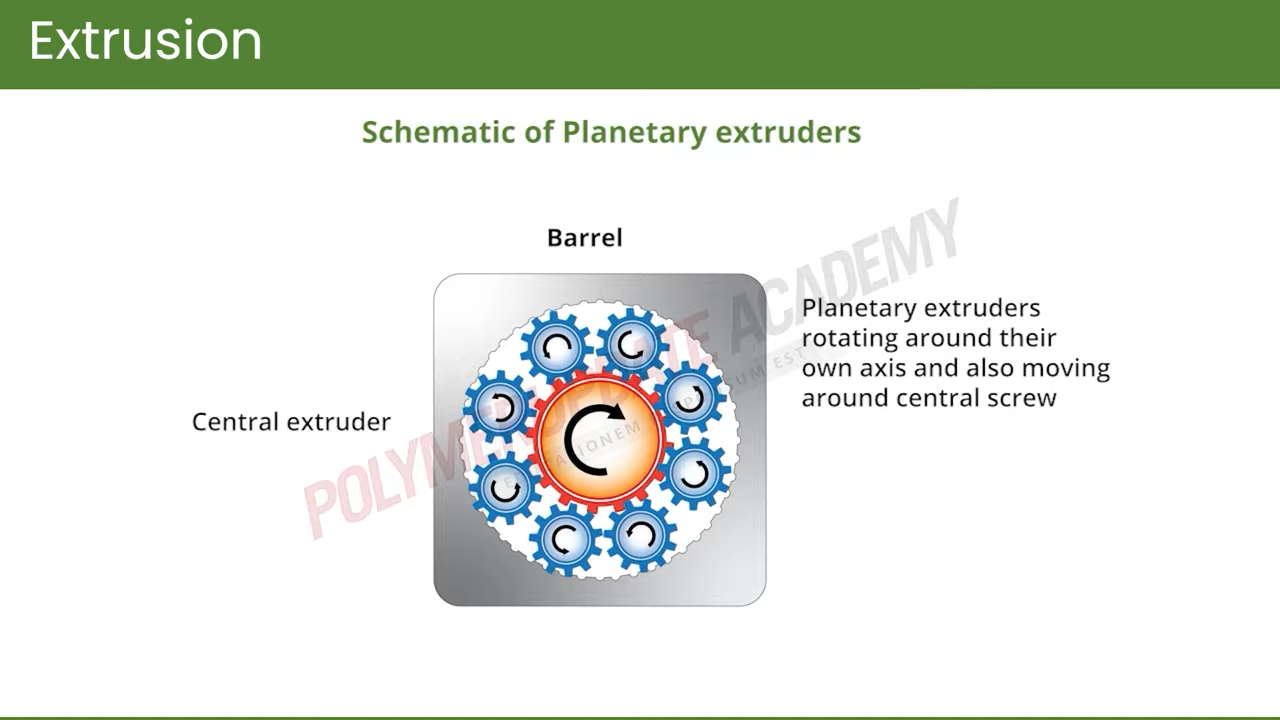 Extrusion
Schematic of Planetary extruders
Barrel
Planetary extruders
rotating around their
own axis and also moving
around central screw
Central extruder
ACADEMY